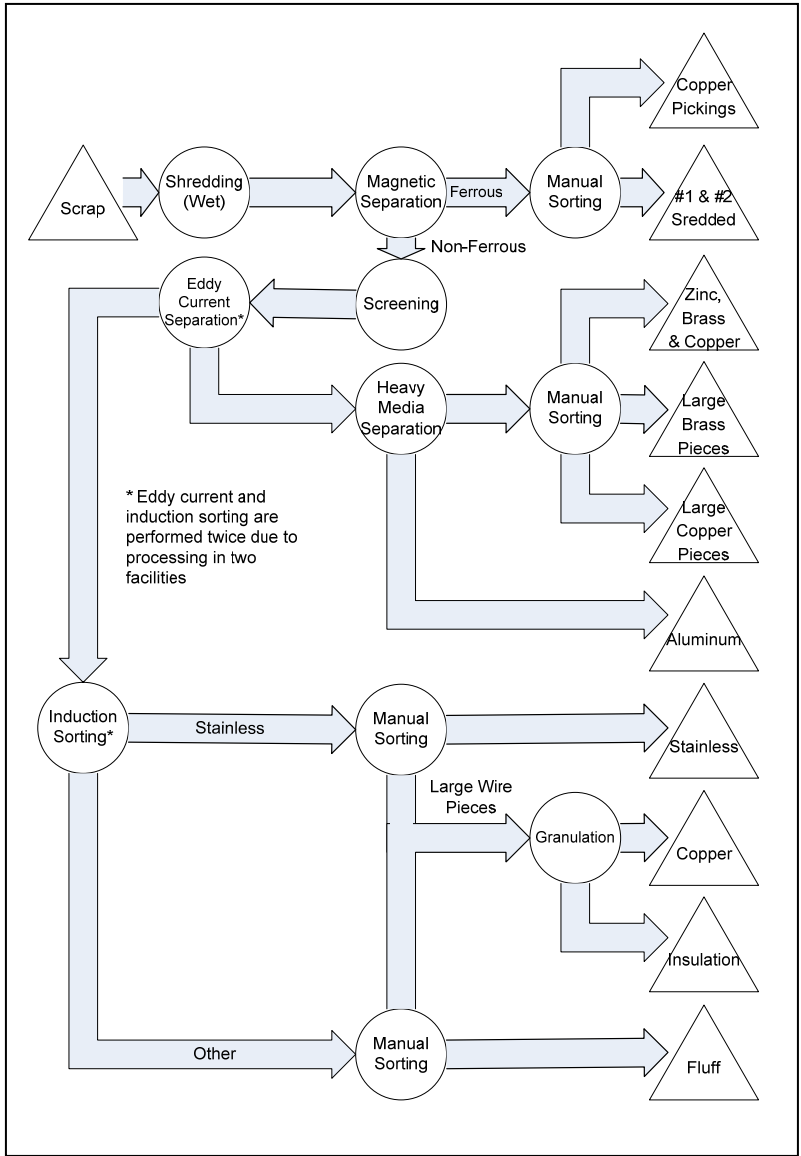 Copper
Pickings
Scrap
Shredding
(Wet)
Magnetic
Separation
Ferrous
Manual
Sorting
#1 & #2
Sredded
Non-Ferrous
Eddy
Current
Separation*
Screening
Zinc,
Brass
& Copper
Heavy
Media
Separation
Manual
Sorting
Large
Brass
Pieces
* Eddy current and
induction sorting are
performed twice due to
processing in two
facilities
Large
Copper
Pieces
Aluminum
Induction
Sorting*
Stainless
Manual
Sorting
Stainless
Large Wire
Pieces
Granulation
Copper
Insulation
Other
Manual
Sorting
Fluff